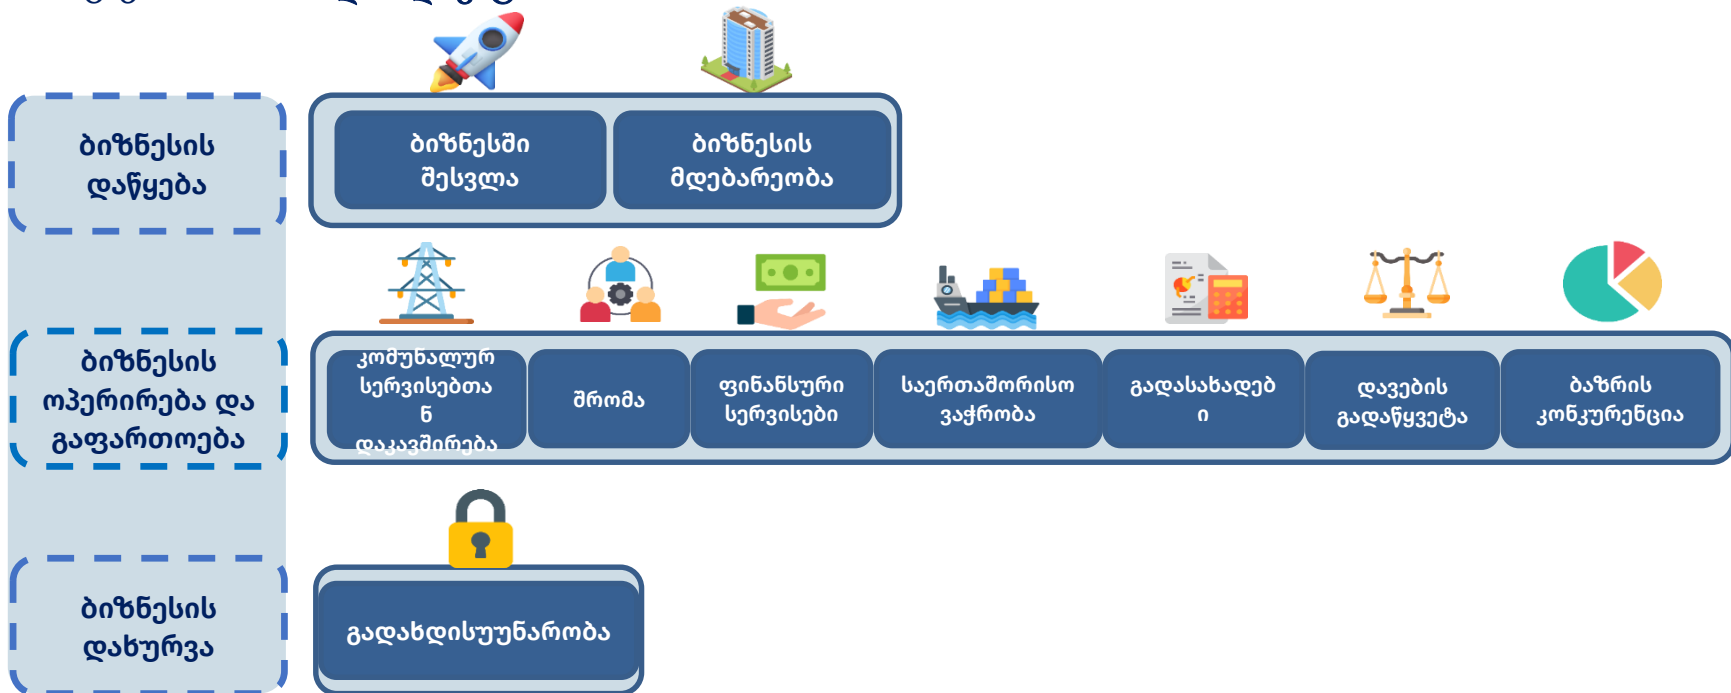 ბიზნესის
დაწყება
ბიზნესში
შესვლა
ბიზნესის
მდებარეობა
ბიზნესის
ოპერირება და
გაფართოება
კომუნალურ
სერვისებთა
ნ
დაკავშირება
შრომა
ფინანსური
სერვისები
საერთაშორისო
ვაჭრობა
გადასახადებ
ი
დავების
გადაწყვეტა
ბაზრის
კონკურენცია
ბიზნესის
დახურვა
გადახდისუუნარობა